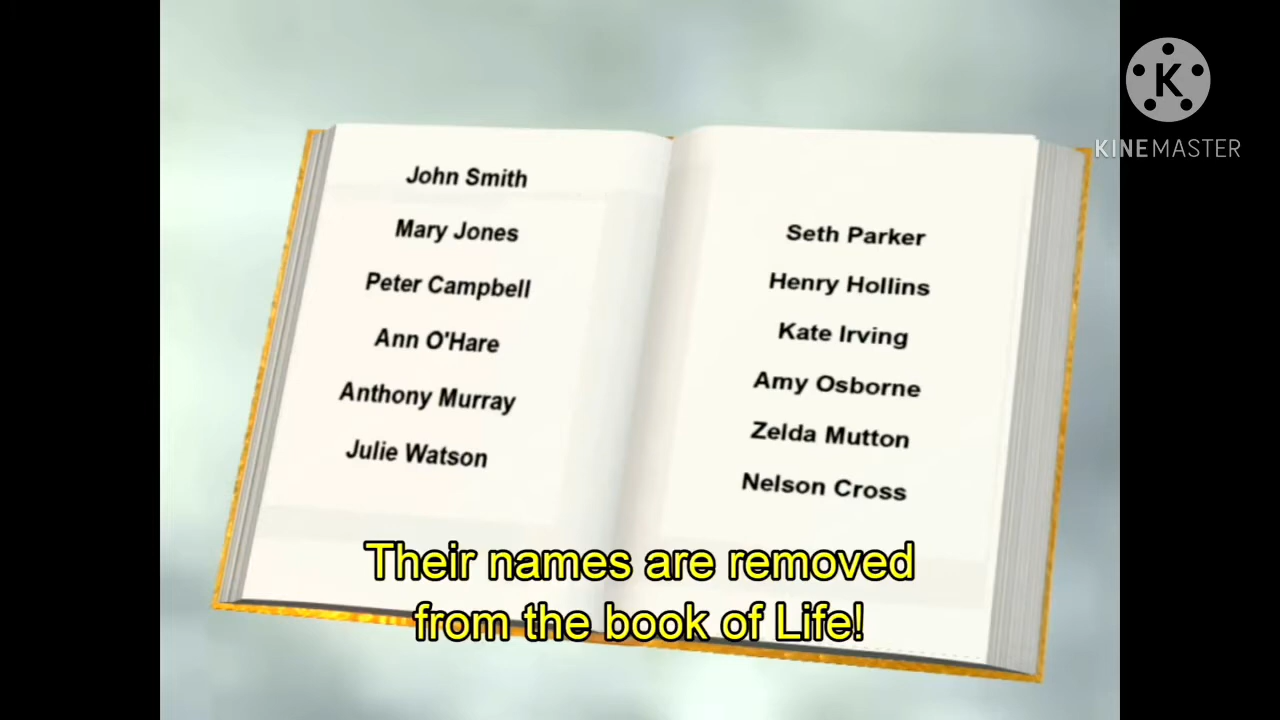 John Smith
Mary Jones
Peter Campbell
Ann O'Hare
Anthony Murray
Julie Watson
Seth Parker
Henry Hollins
Kate Irving
Amy Osborne
Zelda Mutton
Nelson Cross
Their names are removed
from the book of Life!
K
KINEMASTER